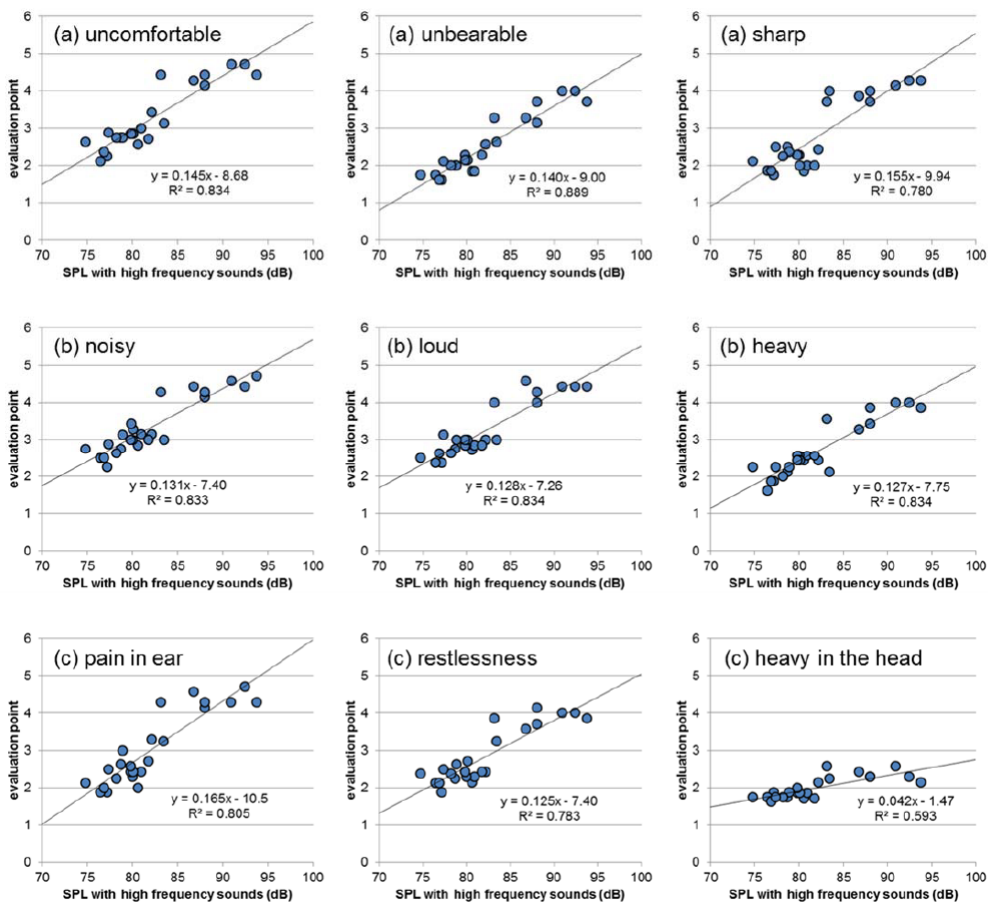 (a) uncomfortable
6
5
4
3
2
1
0
evaluation point
y = 0.145x - 8.68
R² = 0.834
70 75 80 85 90 95 100
SPL with high frequency sounds (dB)
(a) unbearable
6
5
4
3
2
1
0
evaluation point
y = 0.140x - 9.00
R² = 0.889
70 75 80 85 90 95 100
SPL with high frequency sounds (dB)
(a) sharp
6
5
4
3
2
1
0
evaluation point
y = 0.155x - 9.94
R² = 0.780
70 75 80 85 90 95 100
SPL with high frequency sounds (dB)
(b) noisy
6
5
4
3
2
1
0
evaluation point
y = 0.131x - 7.40
R² = 0.833
70 75 80 85 90 95 100
SPL with high frequency sounds (dB)
(b) loud
6
5
4
3
2
1
0
evaluation point
y = 0.128x - 7.26
R² = 0.834
70 75 80 85 90 95 100
SPL with high frequency sounds (dB)
(b) heavy
6
5
4
3
2
1
0
evaluation point
y = 0.127x - 7.75
R² = 0.834
70 75 80 85 90 95 100
SPL with high frequency sounds (dB)
(c) pain in ear
6
5
4
3
2
1
0
evaluation point
y = 0.165x - 10.5
R² = 0.805
70 75 80 85 90 95 100
SPL with high frequency sounds (dB)
(c) restlessness
6
5
4
3
2
1
0
evaluation point
y = 0.125x - 7.40
R² = 0.783
70 75 80 85 90 95 100
SPL with high frequency sounds (dB)
(c) heavy in the head
6
5
4
3
2
1
0
evaluation point
y = 0.042x - 1.47
R² = 0.593
70 75 80 85 90 95 100
SPL with high frequency sounds (dB)